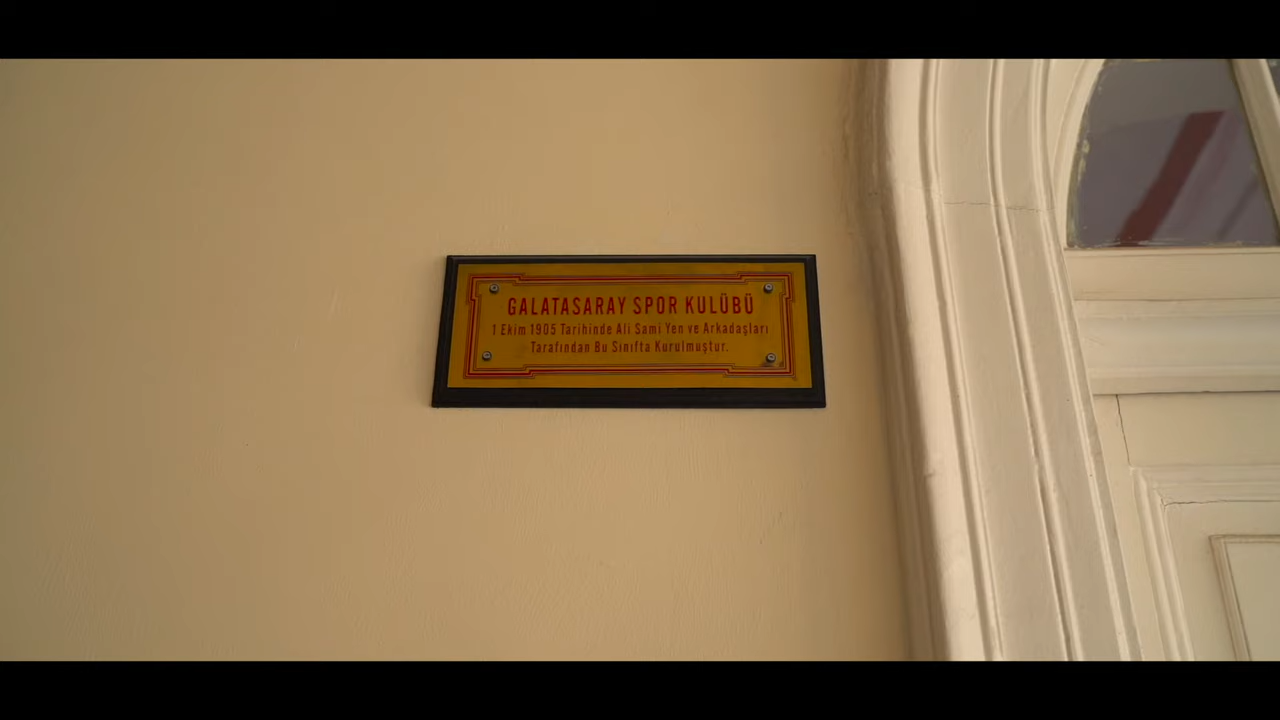 GALATASARAY SPOR KULÜBÜ
1 Ekim 1905 Tarihinde Ali Sami Yen ve Arkadaşları
Tarafından Bu Sınıfta Kurulmuştur.